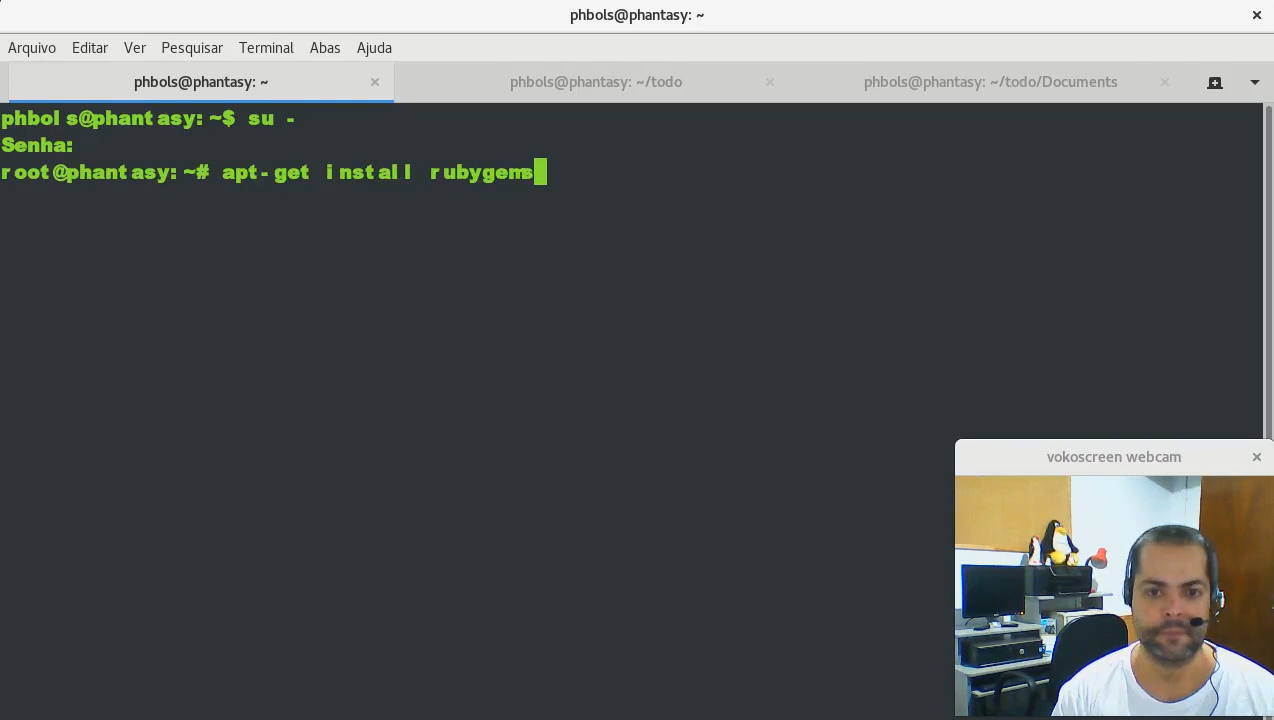 phbols@phantasy: ~
Arquivo Editar Ver Pesquisar Terminal Abas Ajuda
phbols@phantasy: ~ phbols@phantasy: ~/todo phbols@phantasy: ~/todo/Documents
phbols@phantasy:~$ su -
Senha:
root@phantasy:~# apt-get install rubygems
vokoscreen webcam